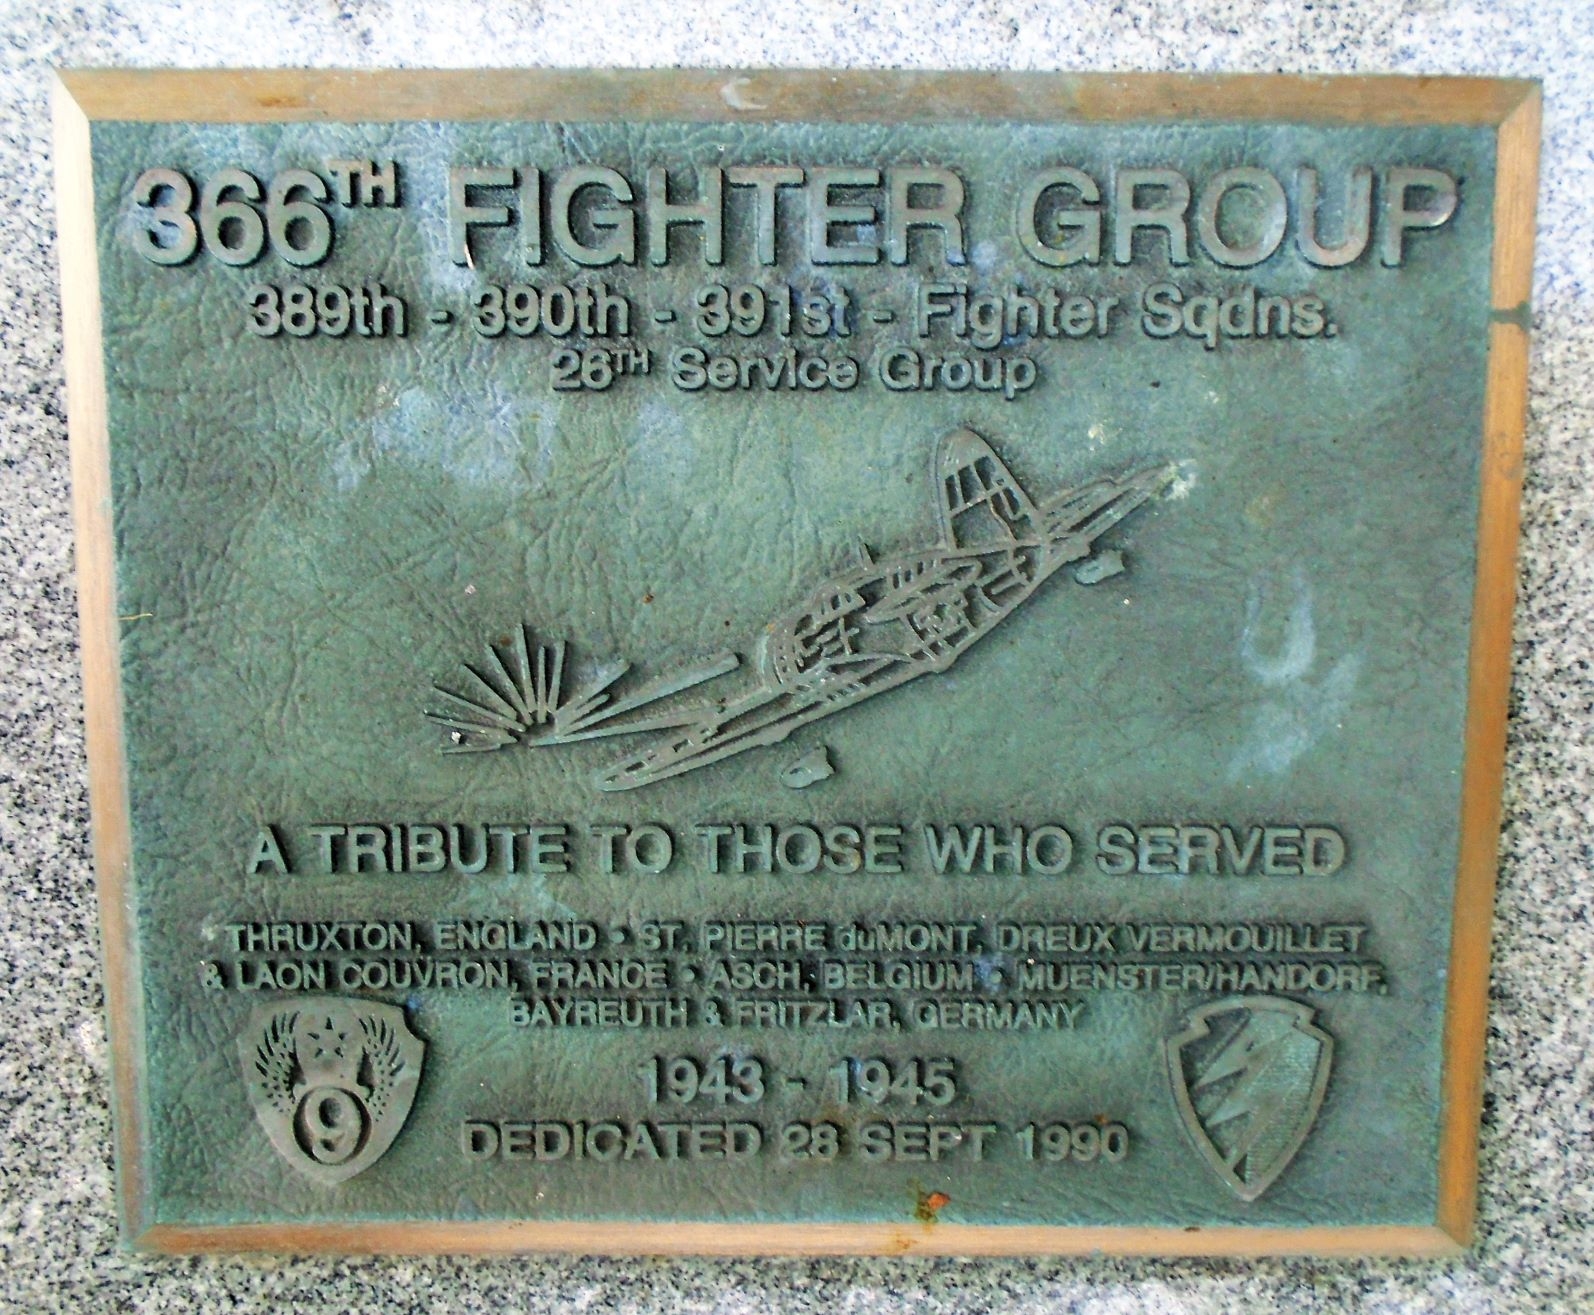 366TH FIGHTER GROUP
389th - 390th - 391st - Fighter Sqdns.
26TH Service Group
A TRIBUTE TO THOSE WHO SERVED
THRUXTON, ENGLAND • ST. PIERRE duMONT, DREUX VERMOUILLET
& LAON COUVRON, FRANCE • ASCH, BELGIUM • MUENSTER/HANDORF,
BAYREUTH & FRITZLAR, GERMANY
1943 - 1945
DEDICATED 28 SEPT 1990
9